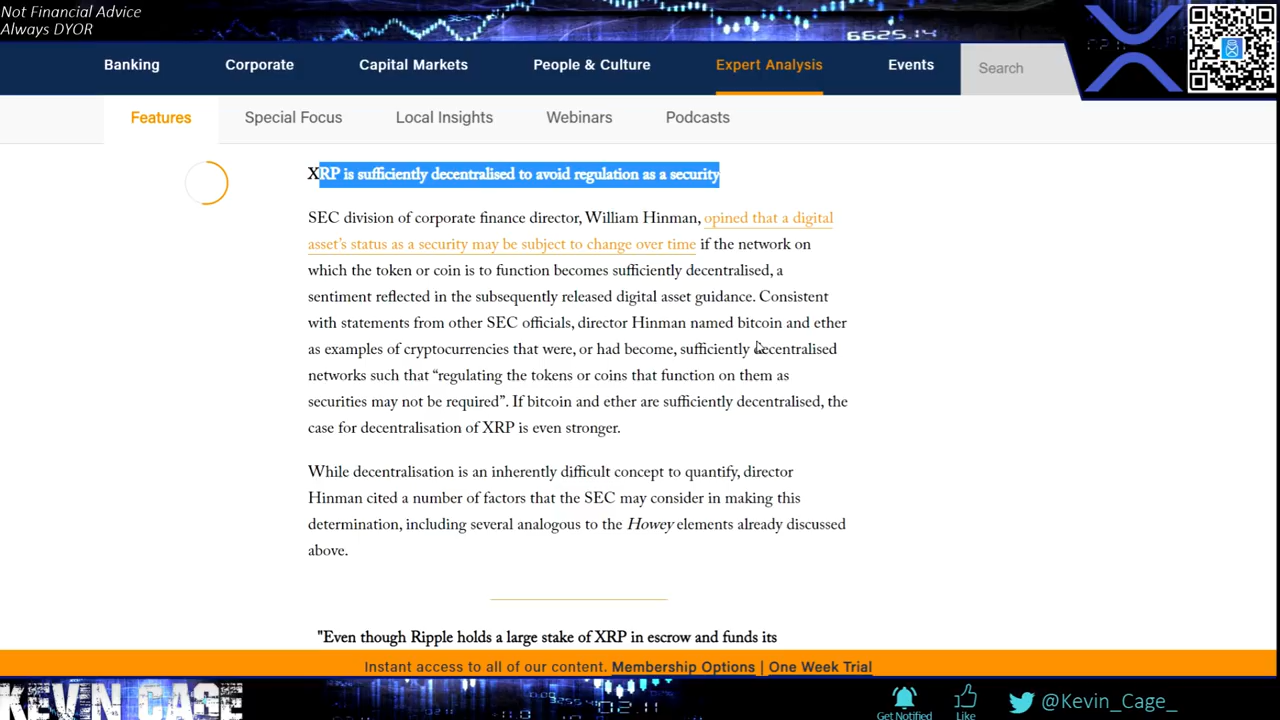 Not Financial Advice
Always DYOR
6625.14
Banking Corporate Capital Markets People & Culture Expert Analysis Events Search
Features Special Focus Local Insights Webinars Podcasts
XRP is sufficiently decentralised to avoid regulation as a security
SEC division of corporate finance director, William Hinman, opined that a digital
asset’s status as a security may be subject to change over time if the network on
which the token or coin is to function becomes sufficiently decentralised, a
sentiment reflected in the subsequently released digital asset guidance. Consistent
with statements from other SEC officials, director Hinman named bitcoin and ether
as examples of cryptocurrencies that were, or had become, sufficiently decentralised
networks such that “regulating the tokens or coins that function on them as
securities may not be required”. If bitcoin and ether are sufficiently decentralised, the
case for decentralisation of XRP is even stronger.
While decentralisation is an inherently difficult concept to quantify, director
Hinman cited a number of factors that the SEC may consider in making this
determination, including several analogous to the Howey elements already discussed
above.
"Even though Ripple holds a large stake of XRP in escrow and funds its
Instant access to all of our content. Membership Options | One Week Trial
KEVIN CAGE
Get Notified Like @Kevin_Cage_